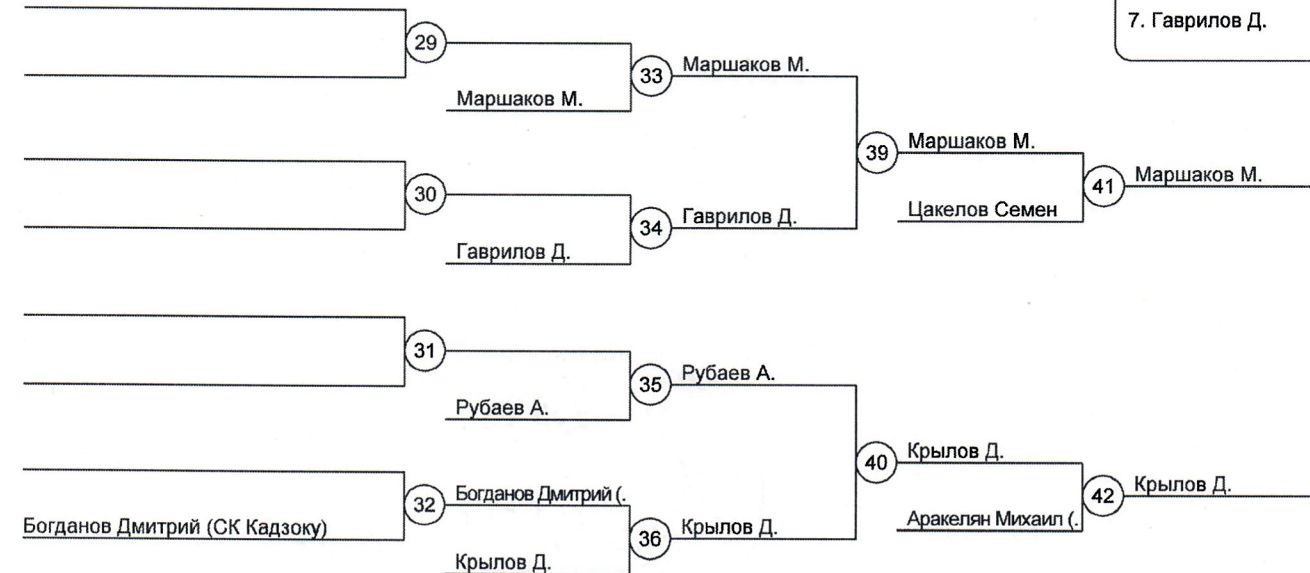 7. Гаврилов Д.
29
Маршаков М.
33
Маршаков М.
30
Гаврилов Д.
34
Гаврилов Д.
39
Маршаков М.
Цакелов Семен
41
Маршаков М.
31
Рубаев А.
35
Рубаев А.
Богданов Дмитрий (СК Кадзоку)
32
Богданов Дмитрий (.
Крылов Д.
36
Крылов Д.
40
Крылов Д.
Аракелян Михаил (.
42
Крылов Д.